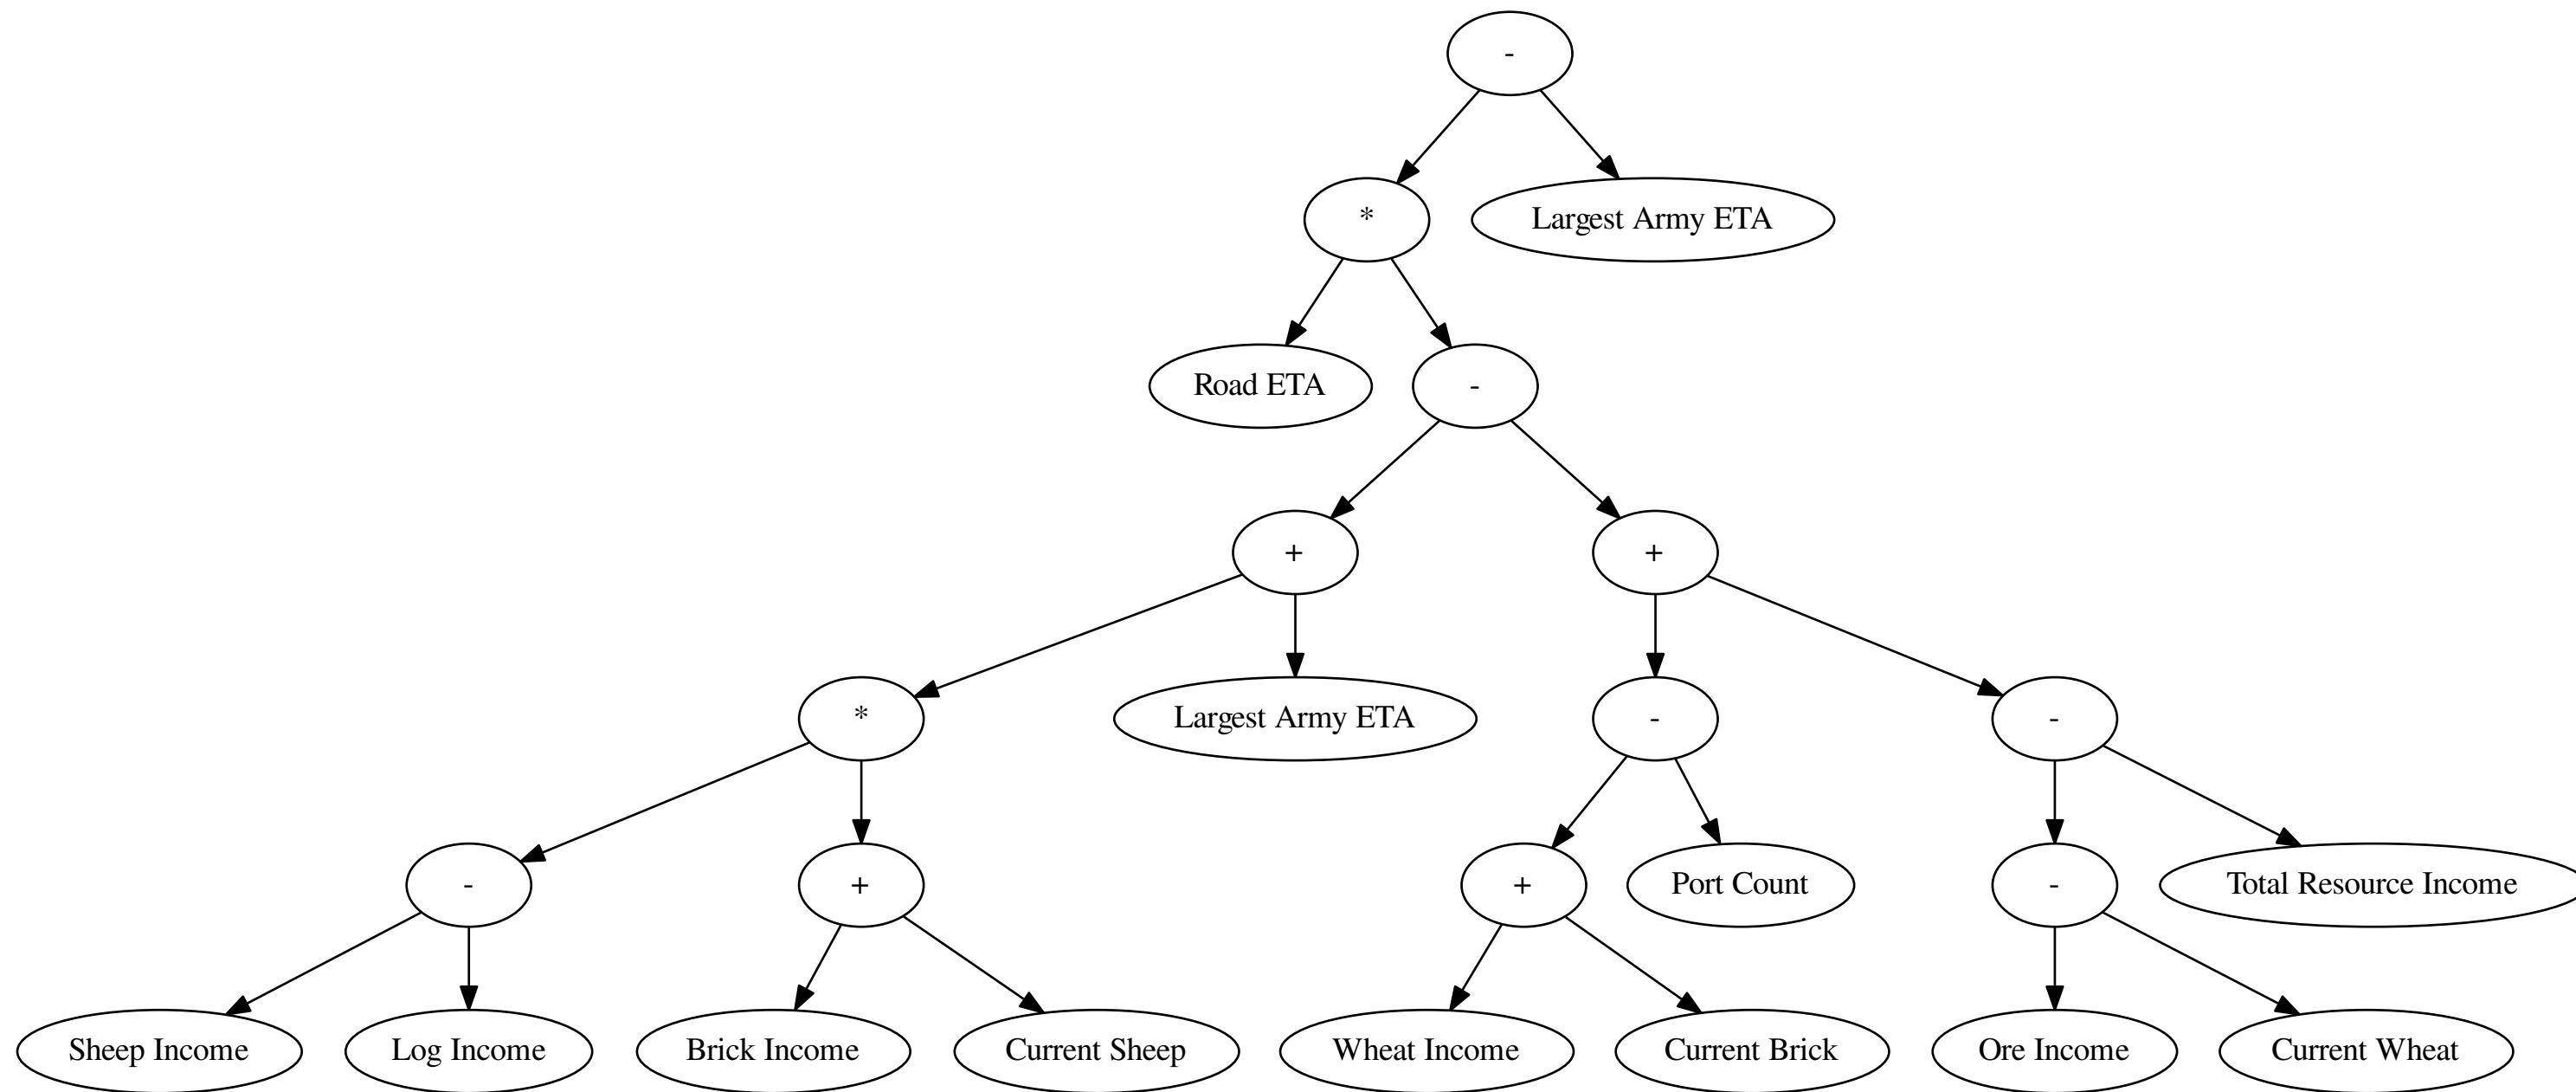 -
*
Largest Army ETA
Road ETA
-
+
+
*
Largest Army ETA
-
-
-
+
+
Port Count
-
Total Resource Income
Sheep Income
Log Income
Brick Income
Current Sheep
Wheat Income
Current Brick
Ore Income
Current Wheat